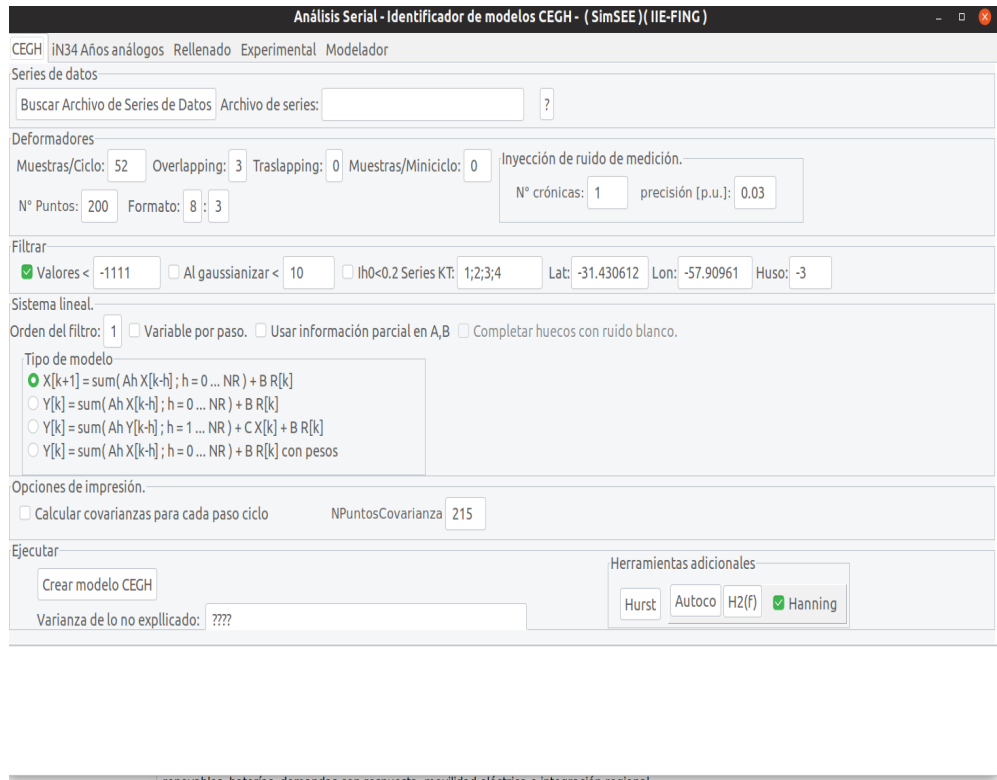 Análisis Serial - Identificador de modelos CEGH - ( SimSEE )( IIE-FING )
CEGH iN34 Años análogos Rellenado Experimental Modelador
Series de datos
Buscar Archivo de Series de Datos Archivo de series: ?
Deformadores
Muestras/Ciclo: 52 Overlapping: 3 Traslapping: 0 Muestras/Miniciclo: 0
Inyección de ruido de medición.
N° crónicas: 1 precisión [p.u.]: 0.03
N° Puntos: 200 Formato: 8 : 3
Filtrar
Valores < -1111 Al gaussianizar < 10 Ih0<0.2 Series KT: 1;2;3;4 Lat: -31.430612 Lon: -57.90961 Huso: -3
Sistema lineal.
Orden del filtro: 1 Variable por paso. Usar información parcial en A,B Completar huecos con ruido blanco.
Tipo de modelo
X[k+1] = sum( Ah X[k-h] ; h = 0 ... NR ) + B R[k]
Y[k] = sum( Ah X[k-h] ; h = 0 ... NR ) + B R[k]
Y[k] = sum( Ah Y[k-h] ; h = 1 ... NR ) + C X[k] + B R[k]
Y[k] = sum( Ah X[k-h] ; h = 0 ... NR ) + B R[k] con pesos
Opciones de impresión.
Calcular covarianzas para cada paso ciclo NPuntosCovarianza 215
Ejecutar
Crear modelo CEGH
Varianza de lo no expllicado: ????
Herramientas adicionales
Hurst Autoco H2(f) Hanning